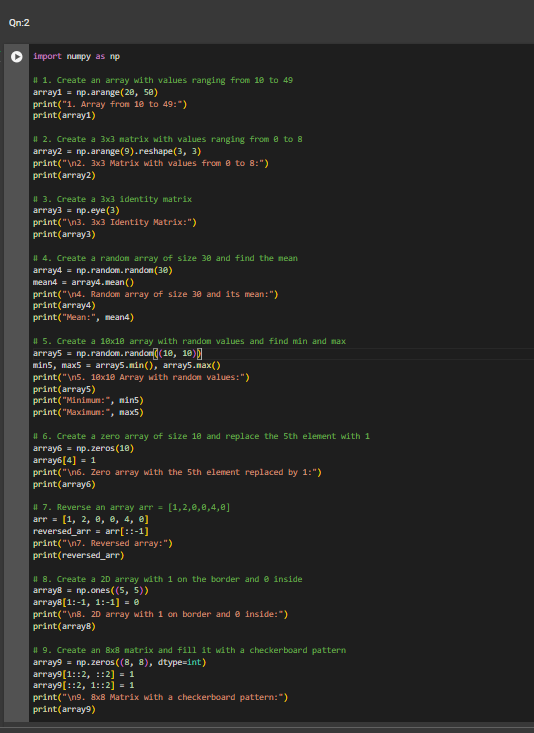 Qn:2
import numpy as np
# 1. Create an array with values ranging from 10 to 49
array1 = np.arange(20, 50)
print("1. Array from 10 to 49:")
print(array1)
# 2. Create a 3x3 matrix with values ranging from 0 to 8
array2 = np.arange(9).reshape(3, 3)
print("\n2. 3x3 Matrix with values from 0 to 8:")
print(array2)
# 3. Create a 3x3 identity matrix
array3 = np.eye(3)
print("\n3. 3x3 Identity Matrix:")
print(array3)
# 4. Create a random array of size 30 and find the mean
array4 = np.random.random(30)
mean4 = array4.mean()
print("\n4. Random array of size 30 and its mean:")
print(array4)
print("Mean:", mean4)
# 5. Create a 10x10 array with random values and find min and max
array5 = np.random.random((10, 10))
min5, max5 = array5.min(), array5.max()
print("\n5. 10x10 Array with random values:")
print(array5)
print("Minimum:", min5)
print("Maximum:", max5)
# 6. Create a zero array of size 10 and replace the 5th element with 1
array6 = np.zeros(10)
array6[4] = 1
print("\n6. Zero array with the 5th element replaced by 1:")
print(array6)
# 7. Reverse an array arr = [1,2,0,0,4,0]
arr = [1, 2, 0, 0, 4, 0]
reversed_arr = arr[::-1]
print("\n7. Reversed array:")
print(reversed_arr)
# 8. Create a 2D array with 1 on the border and 0 inside
array8 = np.ones((5, 5))
array8[1:-1, 1:-1] = 0
print("\n8. 2D array with 1 on border and 0 inside:")
print(array8)
# 9. Create an 8x8 matrix and fill it with a checkerboard pattern
array9 = np.zeros((8, 8), dtype=int)
array9[1::2, ::2] = 1
array9[::2, 1::2] = 1
print("\n9. 8x8 Matrix with a checkerboard pattern:")
print(array9)